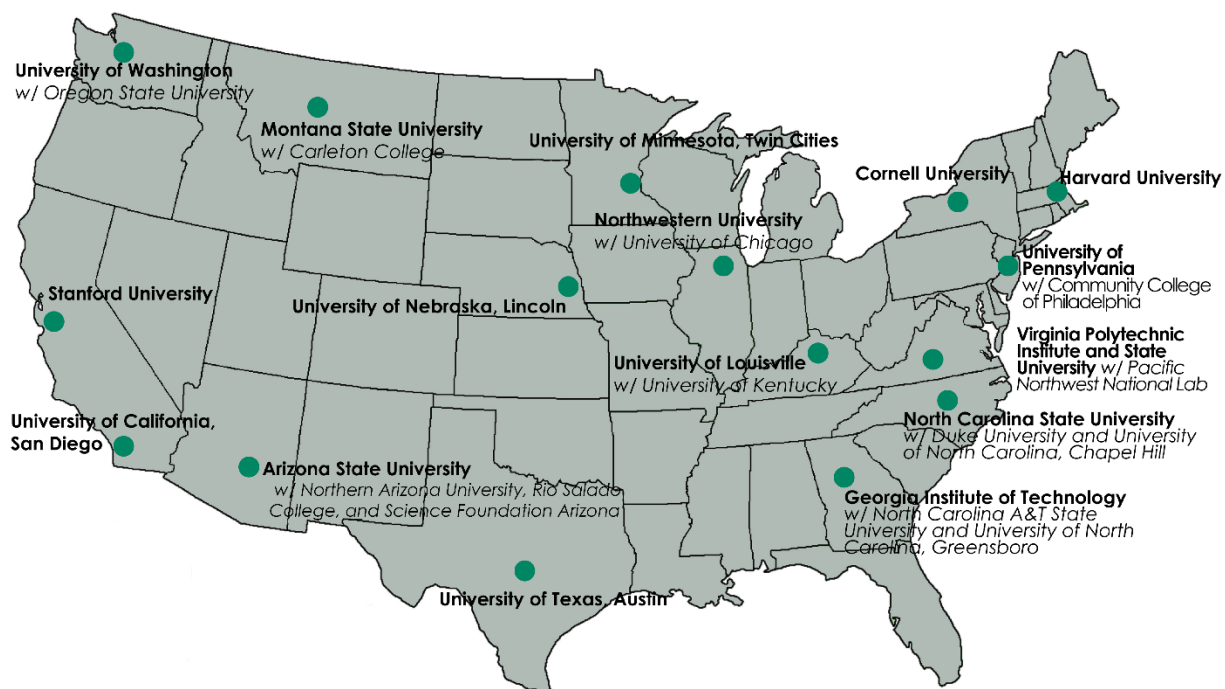 University of Washington
w/ Oregon State University
Montana State University
w/ Carleton College
University of Minnesota, Twin Cities
Cornell University
Harvard University
Northwestern University
w/ University of Chicago
University of
Pennsylvania
w/ Community College
of Philadelphia
Stanford University
University of Nebraska, Lincoln
Virginia Polytechnic
Institute and State
University w/ Pacific
Northwest National Lab
University of Louisville
w/ University of Kentucky
University of California,
San Diego
North Carolina State University
w/ Duke University and University
of North Carolina, Chapel Hill
Arizona State University
w/ Northern Arizona University, Rio Salado
College, and Science Foundation Arizona
Georgia Institute of Technology
w/ North Carolina A&T State
University and University of North
Carolina, Greensboro
University of Texas, Austin